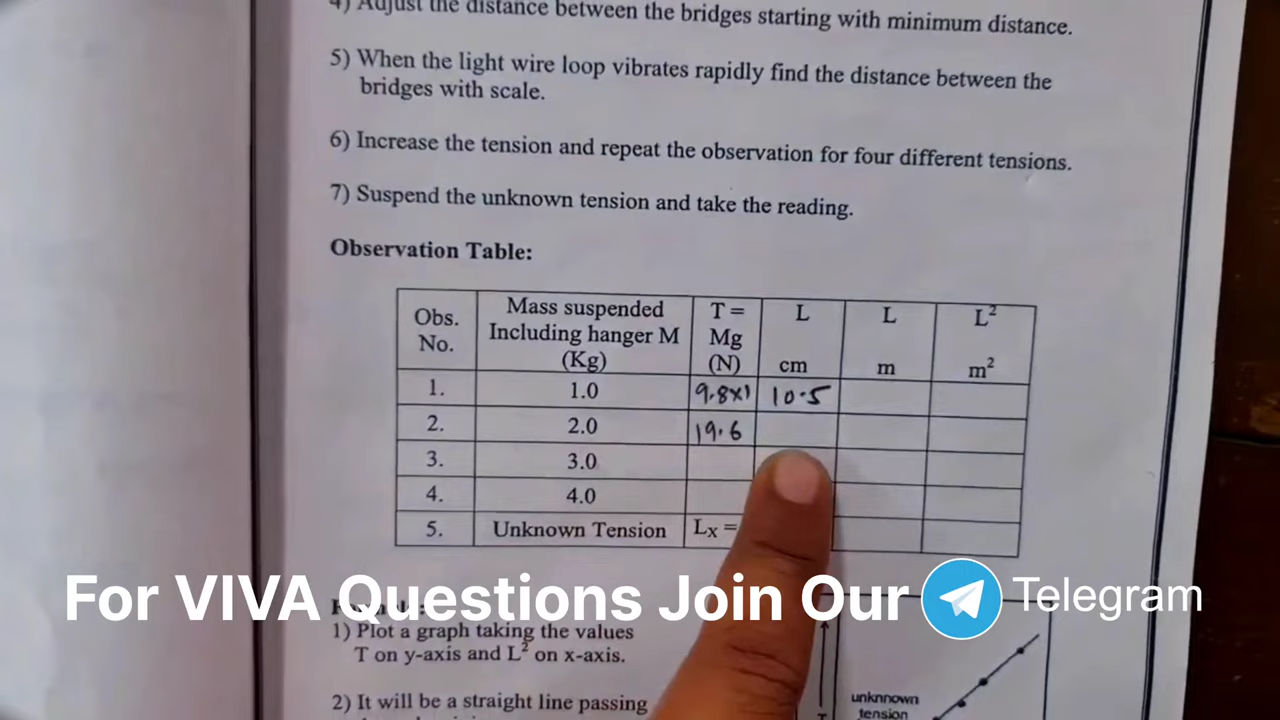 4) Adjust the distance between the bridges starting with minimum distance.
5) When the light wire loop vibrates rapidly find the distance between the
bridges with scale.
6) Increase the tension and repeat the observation for four different tensions.
7) Suspend the unknown tension and take the reading.
Observation Table:
Obs. No. Mass suspended Including hanger M (Kg) T = Mg (N) L cm L m L² m²
1. 1.0 9.8x1 10.5
2. 2.0 19.6
3. 3.0
4. 4.0
5. Unknown Tension Lx =
For VIVA Questions Join Our Telegram
1) Plot a graph taking the values
T on y-axis and L² on x-axis.
2) It will be a straight line passing
unknnown
tension
T